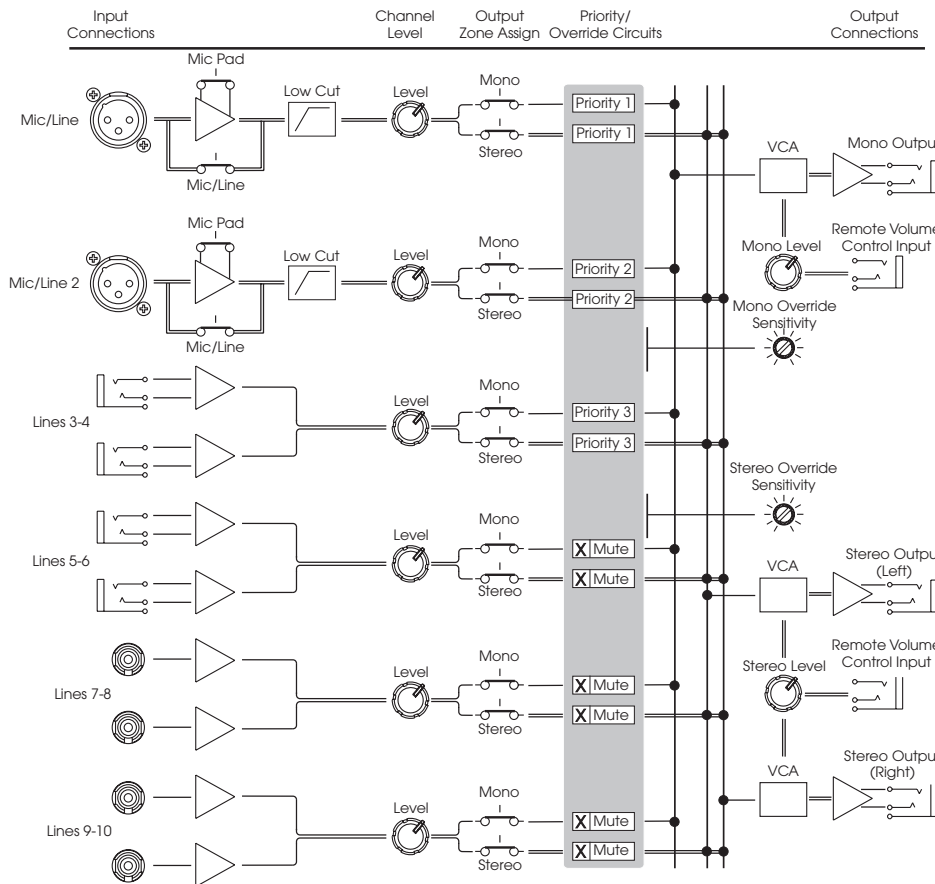 Input Connections
Channel Level
Output Zone Assign
Priority/ Override Circuits
Output Connections
Mic Pad
Low Cut
Level
Mono
Priority 1
Mic/Line
Priority 1
Stereo
Mic/Line
VCA
Mono Outpu
Mic Pad
Low Cut
Level
Mono
Priority 2
Mono Level
Remote Volume
Control Input
Mic/Line 2
Priority 2
Stereo
Mic/Line
Mono Override
Sensitivity
Level
Mono
Priority 3
Lines 3-4
Priority 3
Stereo
Stereo Override
Sensitivity
Level
Mono
X Mute
Lines 5-6
X Mute
Stereo
VCA
Stereo Outpu
(Left)
Level
Mono
X Mute
Lines 7-8
X Mute
Stereo
Stereo Level
Remote Volume
Control Input
Level
Mono
X Mute
Lines 9-10
X Mute
Stereo
VCA
Stereo Outpu
(Right)